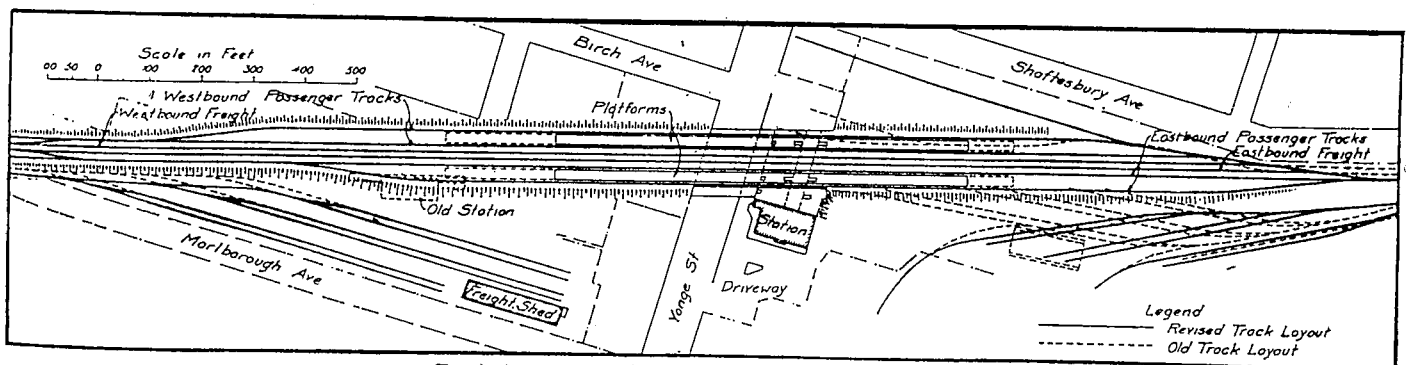 Scale in Feet
00 50 0 100 200 300 400 500
Westbound Passenger Tracks
Westbound Freight
Birch Ave
Platforms
Shaftesbury Ave
Eastbound Passenger Tracks
Eastbound Freight
Old Station
Station
Marlborough Ave
Freight Shed
Yonge St
Driveway
Legend
Revised Track Layout
Old Track Layout